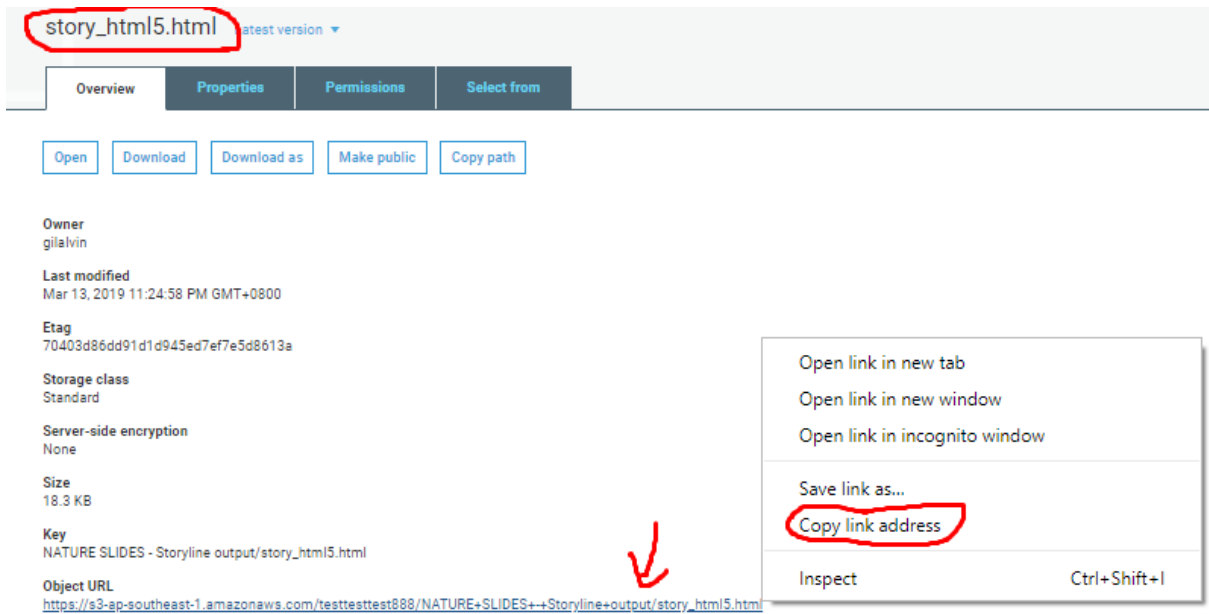 story_html5.html Latest version
Overview Properties Permissions Select from
Open Download Download as Make public Copy path
Owner
gilalvin
Last modified
Mar 13, 2019 11:24:58 PM GMT+0800
Etag
70403d86dd91d1d945ed7ef7e5d8613a
Storage class
Standard
Server-side encryption
None
Size
18.3 KB
Key
NATURE SLIDES - Storyline output/story_html5.html
Object URL
https://s3-ap-southeast-1.amazonaws.com/testtesttest888/NATURE+SLIDES+-+Storyline+output/story_html5.html
Open link in new tab
Open link in new window
Open link in incognito window
Save link as...
Copy link address
Inspect Ctrl+Shift+I